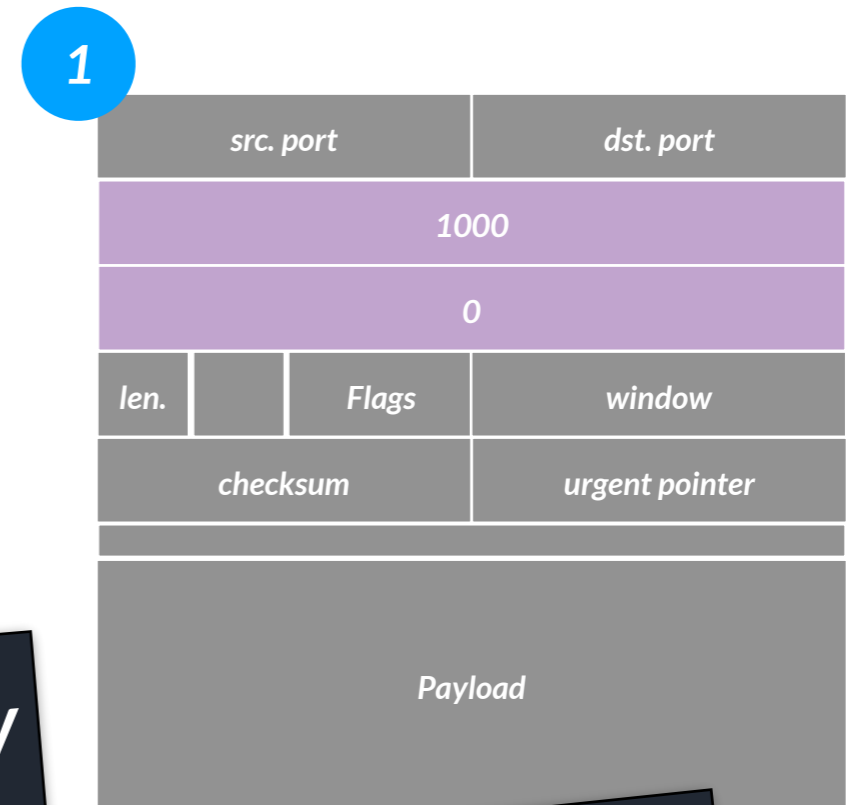 1
src. port dst. port
1000
0
len. Flags window
checksum urgent pointer
Payload